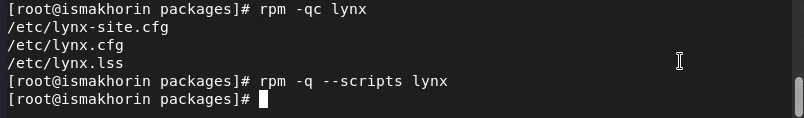 [root@ismakhorin packages]# rpm -qc lynx
/etc/lynx-site.cfg
/etc/lynx.cfg
/etc/lynx.lss
[root@ismakhorin packages]# rpm -q --scripts lynx
[root@ismakhorin packages]#